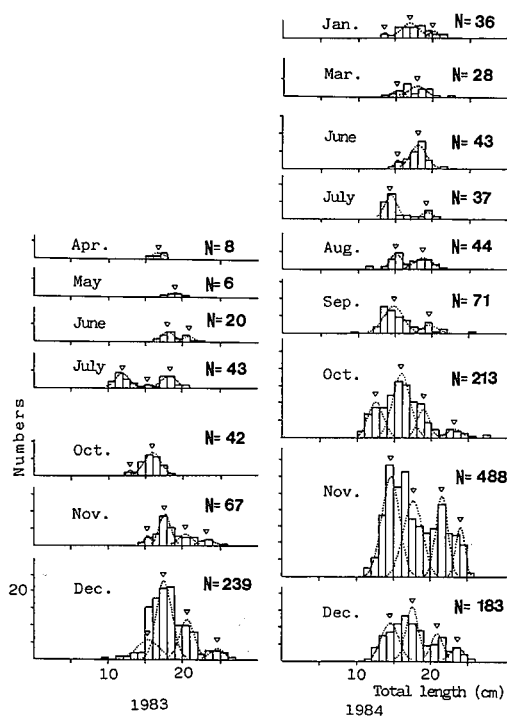 Jan. N= 36
Mar. N= 28
June N= 43
July N= 37
Aug. N= 44
Sep. N= 71
Oct. N= 213
Nov. N= 488
Dec. N= 183
10 20
Total length (cm)
1984
Apr. N= 8
May N= 6
June N= 20
July N= 43
Oct. N= 42
Nov. N= 67
Dec. N= 239
20
Numbers
10 20
1983